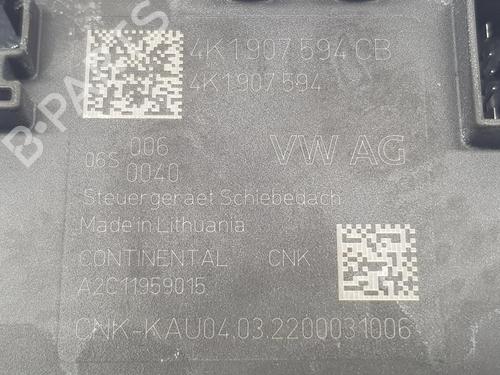 4K1.907.594 CB
4K1.907.594
006
06S
0040
VW AG
Steuergeraet Schiebedach
Made in Lithuania
CONTINENTAL CNK
A2C11959015
CNK-KAU04.03.2200031006
B-Parts